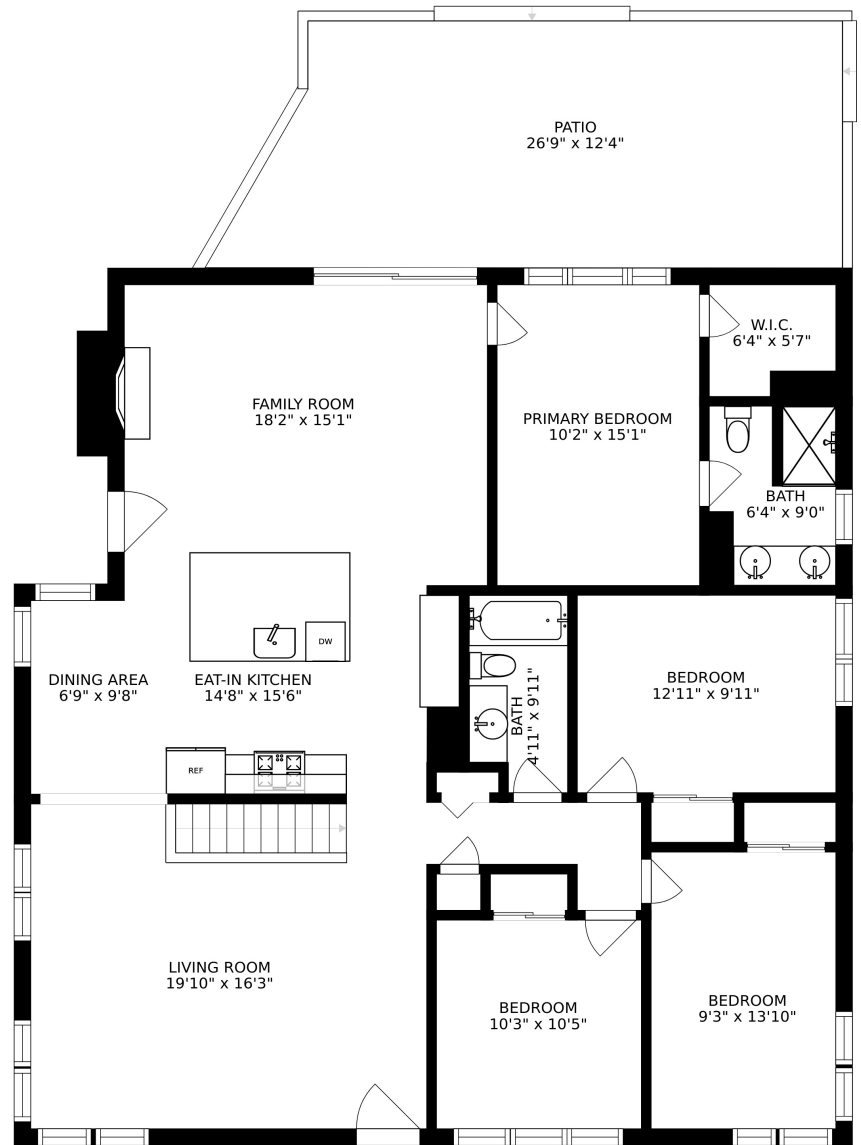 PATIO
26'9" x 12'4"
W.I.C.
6'4" x 5'7"
FAMILY ROOM
18'2" x 15'1"
PRIMARY BEDROOM
10'2" x 15'1"
BATH
6'4" x 9'0"
DW
DINING AREA
6'9" x 9'8"
EAT-IN KITCHEN
14'8" x 15'6"
BATH
4'11" x 9'11"
BEDROOM
12'11" x 9'11"
REF
LIVING ROOM
19'10" x 16'3"
BEDROOM
10'3" x 10'5"
BEDROOM
9'3" x 13'10"